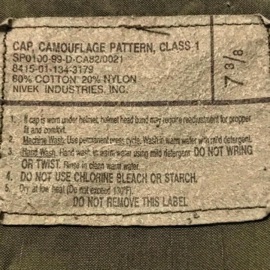 CAP, CAMOUFLAGE PATTERN, CLASS 1
SPO100-99-D-CA82/0021
8415-01-134-3179
80% COTTON 20% NYLON
NIVEK INDUSTRIES, INC.
7 3/8
1. If cap is worn under helmet, helmet head band may require readjustment for propper
fit and comfort.
2. Machine Wash: Use permanent press cycle. Wash in warm water with mild detergent.
3. Hand Wash: Hand wash in warm water using mild detergent. DO NOT WRING
OR TWIST. Rinse in clean warm water.
4. DO NOT USE CHLORINE BLEACH OR STARCH.
5. Dry at low heat (Do not exceed 130°F).
DO NOT REMOVE THIS LABEL